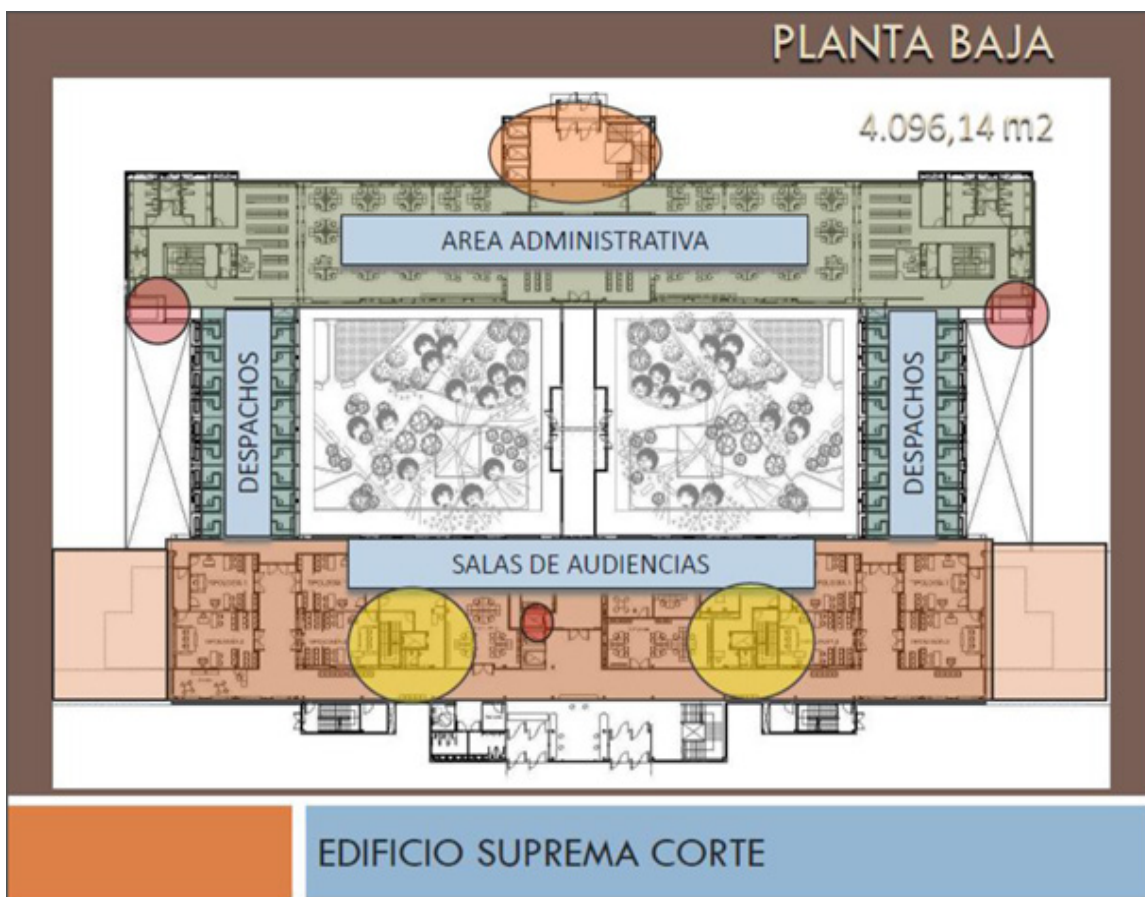 PLANTA BAJA
4.096,14 m2
AREA ADMINISTRATIVA
DESPACHOS
DESPACHOS
SALAS DE AUDIENCIAS
EDIFICIO SUPREMA CORTE